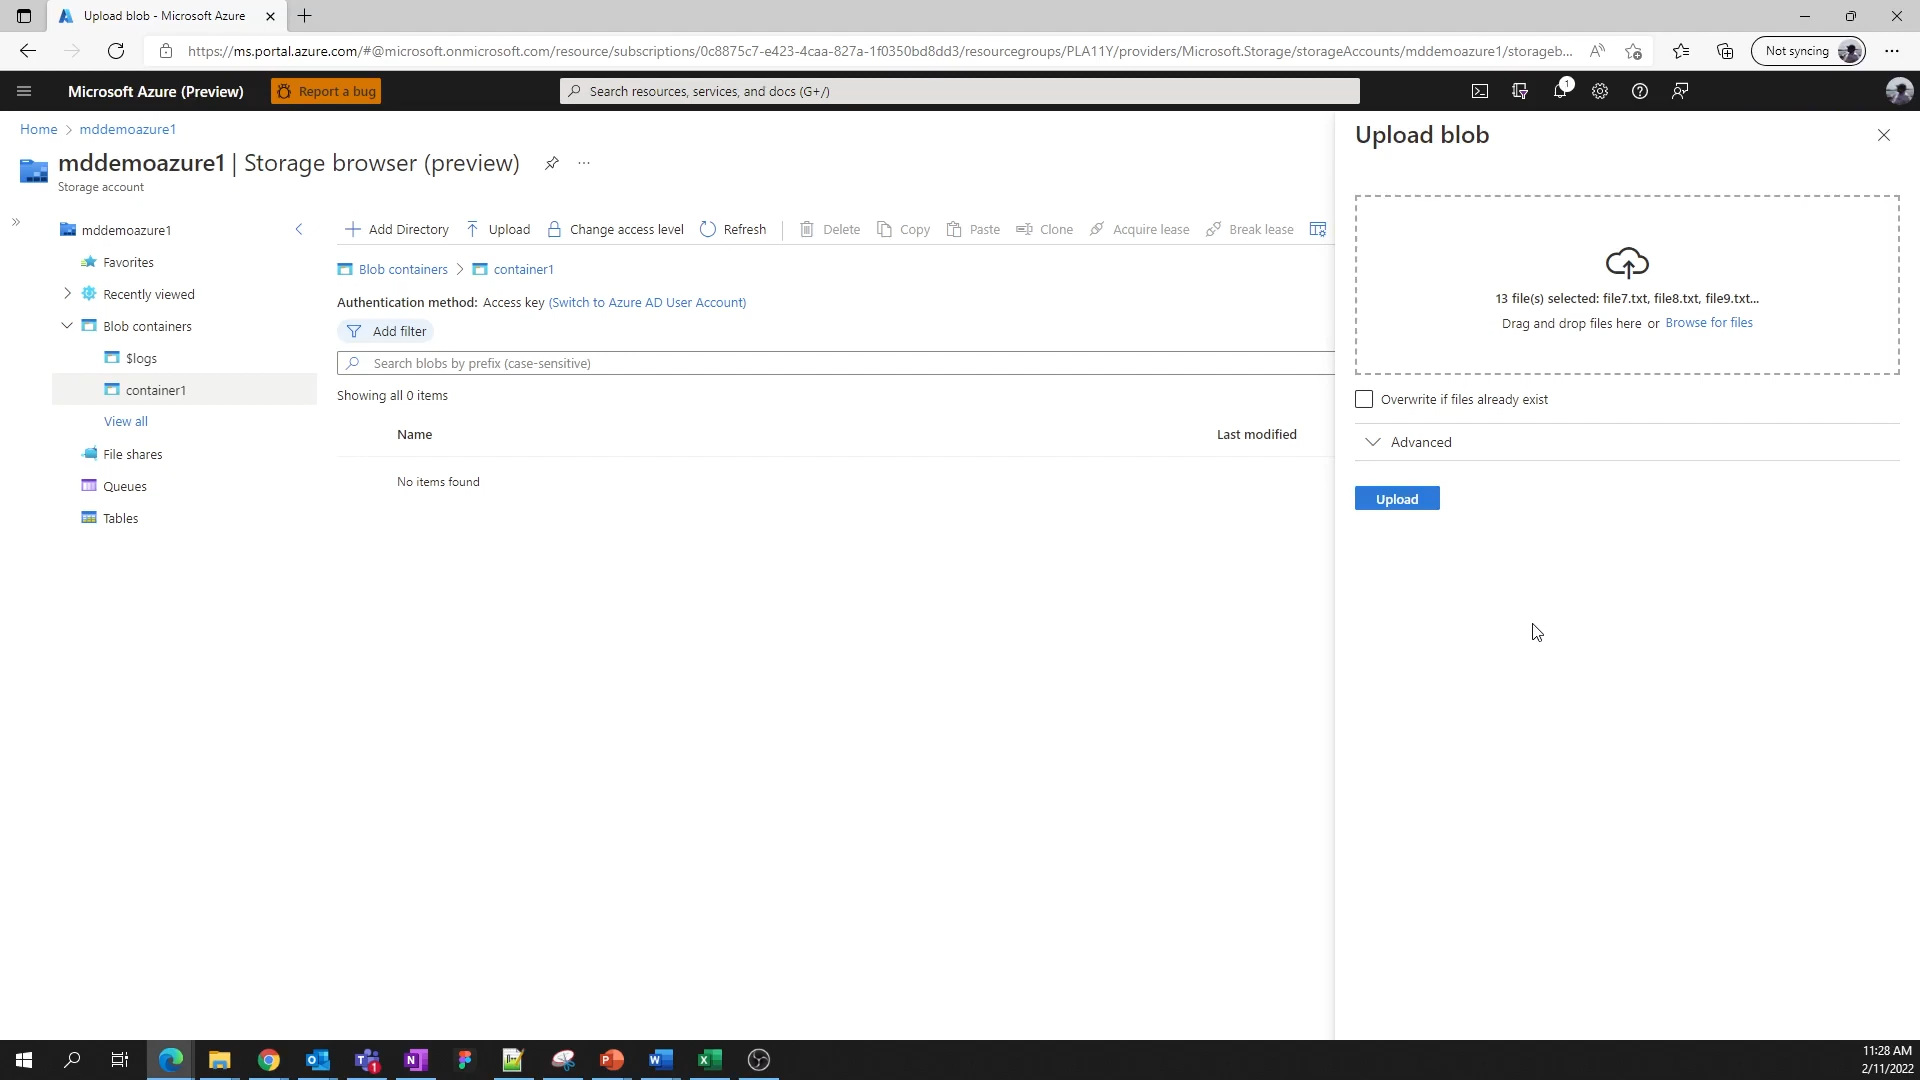 Upload blob - Microsoft Azure
https://ms.portal.azure.com/#@microsoft.onmicrosoft.com/resource/subscriptions/0c8875c7-e423-4caa-827a-1f0350bd8dd3/resourcegroups/PLA11Y/providers/Microsoft.Storage/storageAccounts/mddemoazure1/storageb...
Not syncing
Microsoft Azure (Preview)
Report a bug
Search resources, services, and docs (G+/)
1
Home > mddemoazure1
mddemoazure1 | Storage browser (preview)
Storage account
mddemoazure1
Favorites
Recently viewed
Blob containers
$logs
container1
View all
File shares
Queues
Tables
Add Directory
Upload
Change access level
Refresh
Delete
Copy
Paste
Clone
Acquire lease
Break lease
Blob containers > container1
Authentication method: Access key (Switch to Azure AD User Account)
Add filter
Search blobs by prefix (case-sensitive)
Showing all 0 items
Name
Last modified
No items found
Upload blob
13 file(s) selected: file7.txt, file8.txt, file9.txt...
Drag and drop files here or Browse for files
Overwrite if files already exist
Advanced
Upload
11:28 AM
2/11/2022